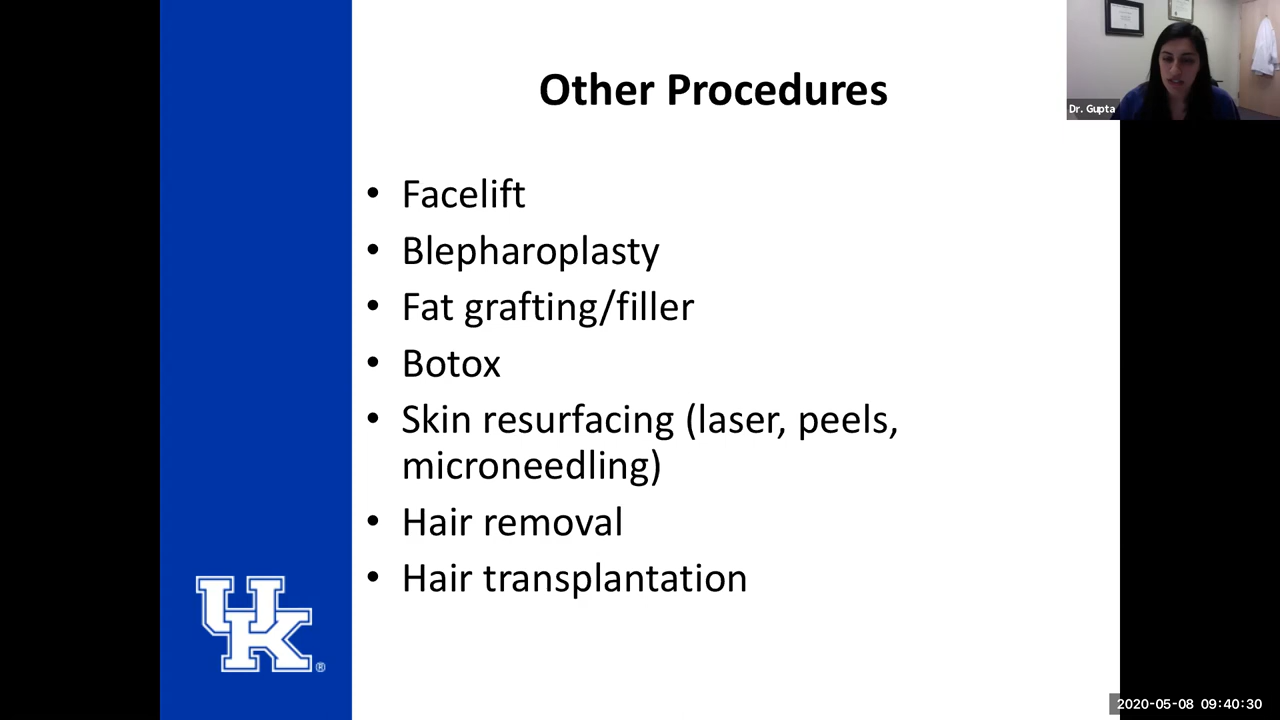 Other Procedures
Dr. Gupta
• Facelift
• Blepharoplasty
• Fat grafting/filler
• Botox
• Skin resurfacing (laser, peels,
microneedling)
• Hair removal
• Hair transplantation
UK
®
2020-05-08 09:40:30